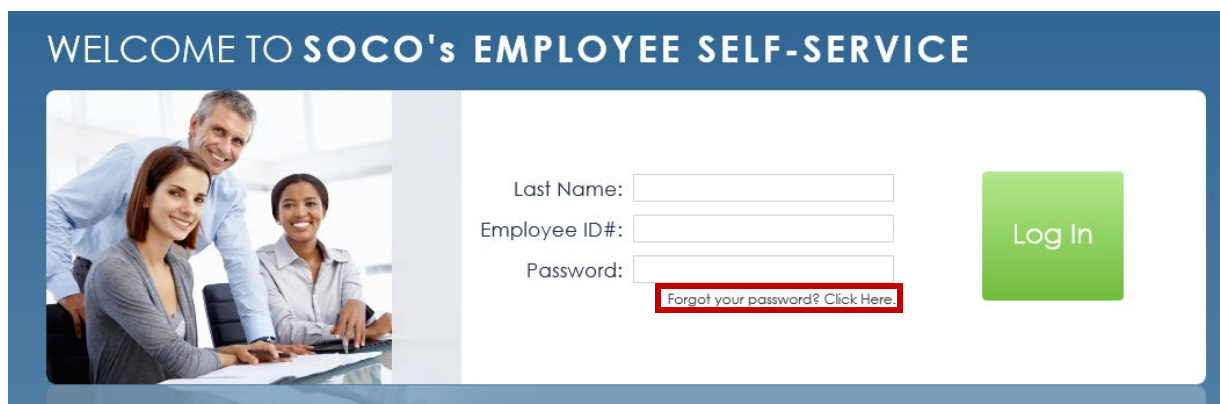 WELCOME TO SOCO's EMPLOYEE SELF-SERVICE
Last Name:
Employee ID#:
Password:
Forgot your password? Click Here.
Log In